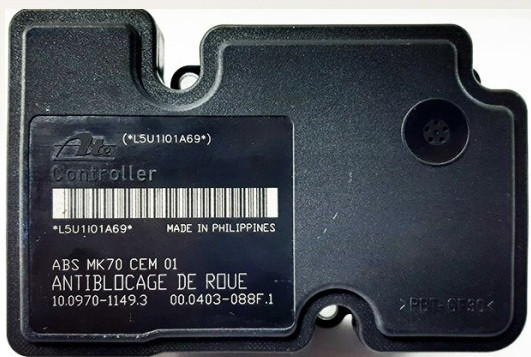 (*L5U1I01A69*)
Ate
Controller
*L5U1I01A69* MADE IN PHILIPPINES
ABS MK70 CEM 01
ANTIBLOCAGE DE ROUE
10.0970-1149.3 00.0403-088F.1
>PBT-GF30<